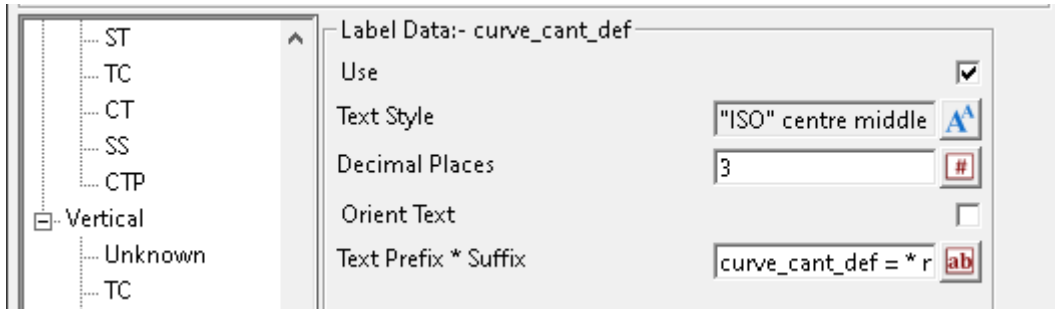 ST
TC
CT
SS
CTP
Vertical
Unknown
TC
Label Data:- curve_cant_def
Use
Text Style "ISO" centre middle
Decimal Places 3 #
Orient Text
Text Prefix * Suffix curve_cant_def = * r ab